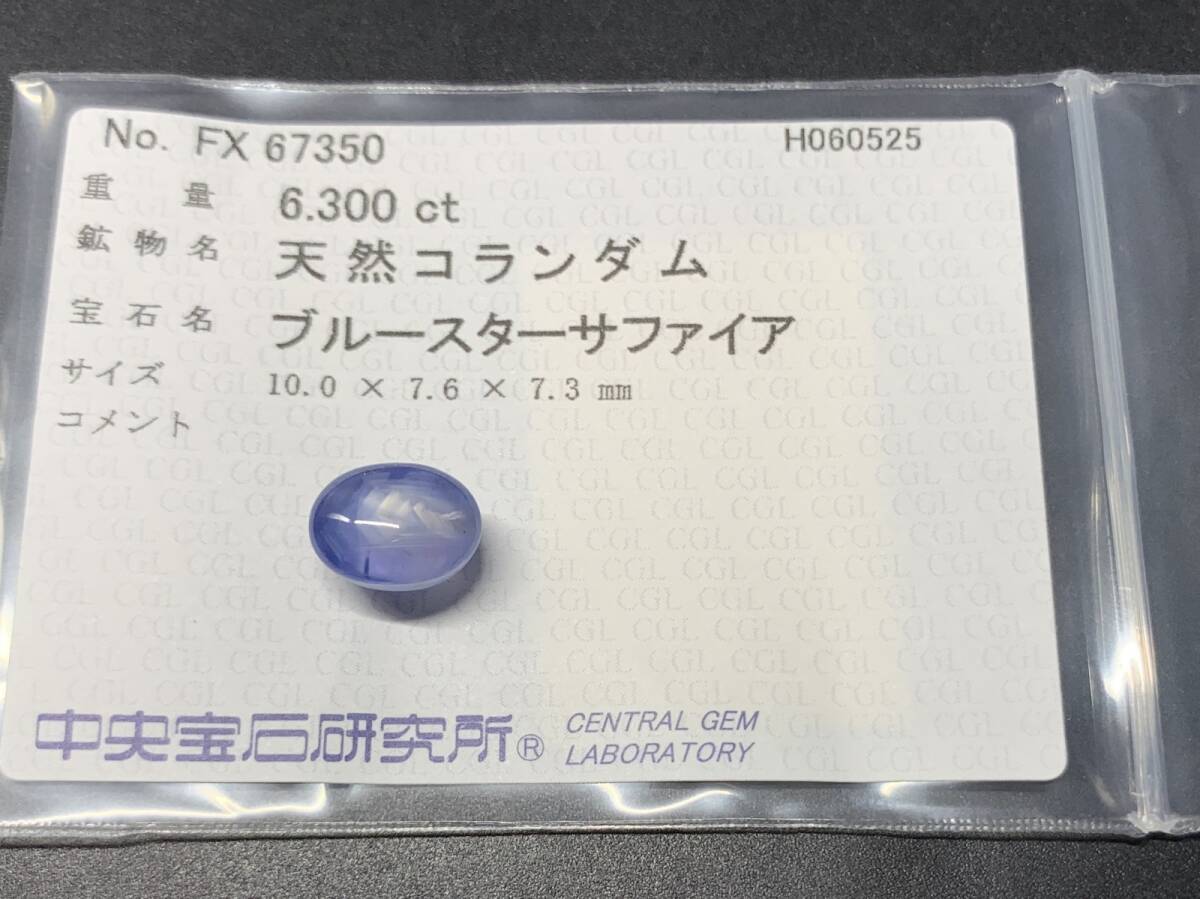 No. FX 67350 H060525
重量 6.300 ct
鉱物名 天然コランダム
宝石名 ブルースターサファイア
サイズ 10.0 × 7.6 × 7.3 ㎜
コメント
中央宝石研究所® CENTRAL GEM
LABORATORY